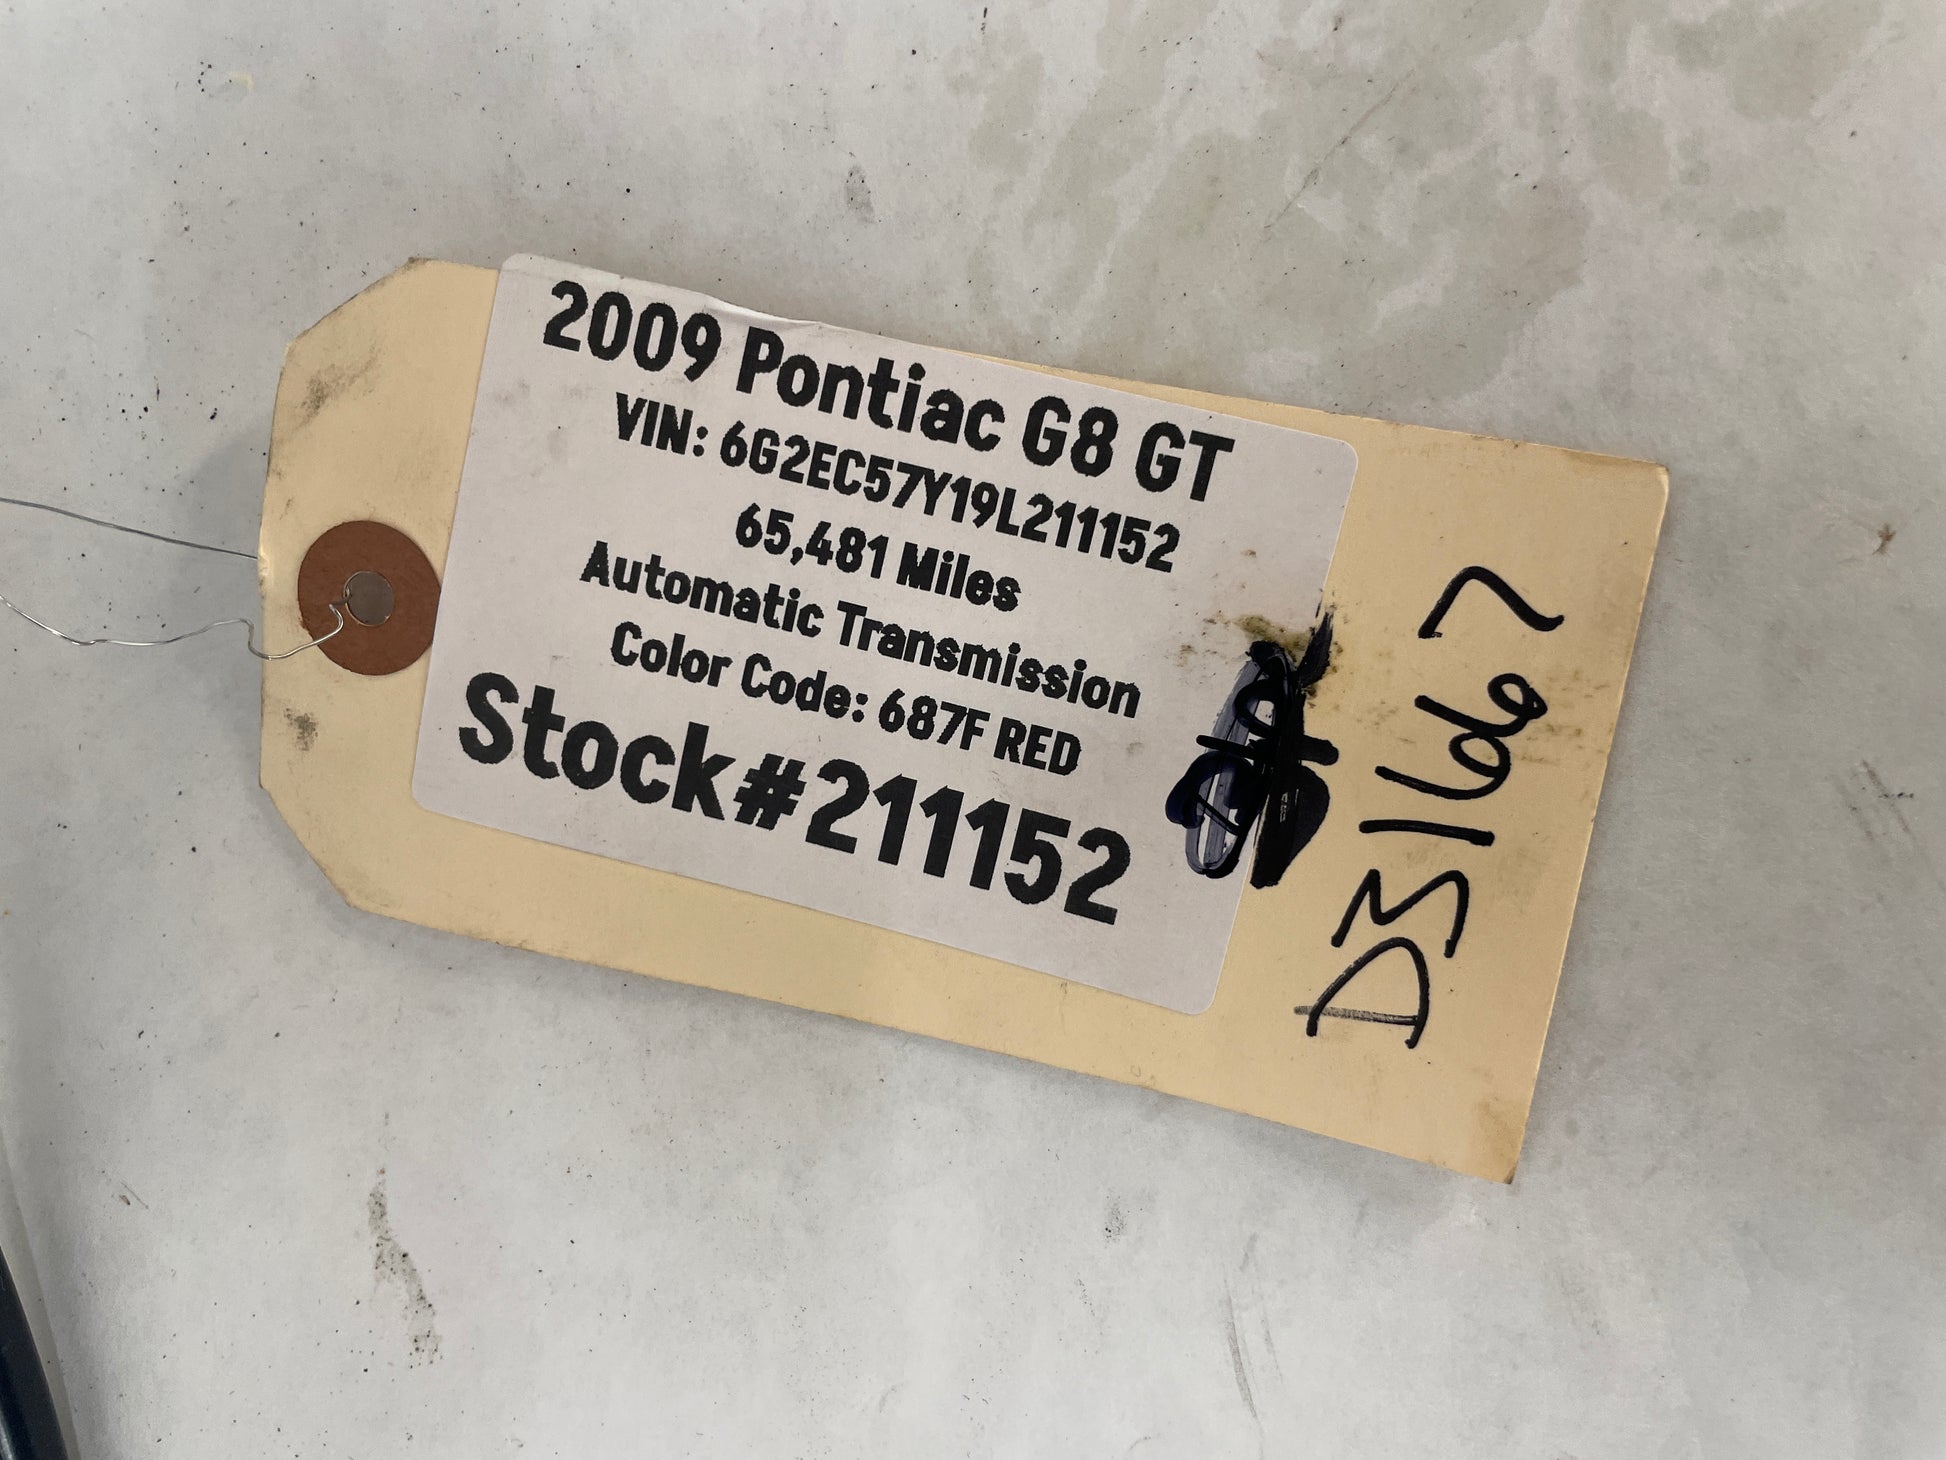 2009 Pontiac G8 GT
VIN: 6G2EC57Y19L211152
65,481 Miles
Automatic Transmission
Color Code: 687F RED
Stock#211152
D31667